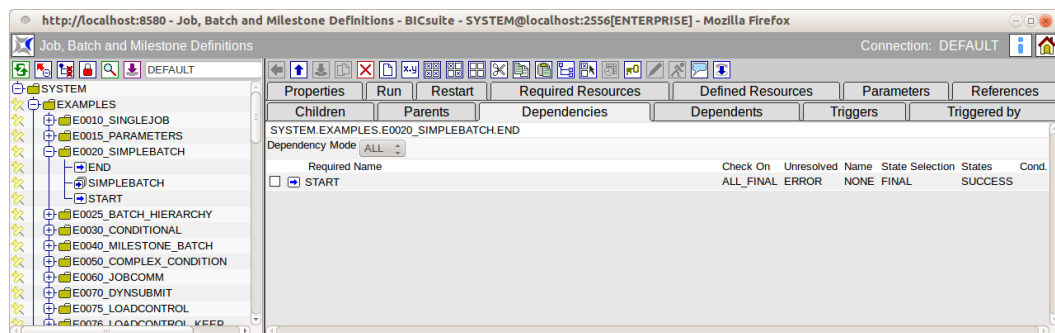 http://localhost:8580 - Job, Batch and Milestone Definitions - BICsuite - SYSTEM@localhost:2556[ENTERPRISE] - Mozilla Firefox
Job, Batch and Milestone Definitions
Connection: DEFAULT
DEFAULT
SYSTEM
EXAMPLES
E0010_SINGLEJOB
E0015_PARAMETERS
E0020_SIMPLEBATCH
END
SIMPLEBATCH
START
E0025_BATCH_HIERARCHY
E0030_CONDITIONAL
E0040_MILESTONE_BATCH
E0050_COMPLEX_CONDITION
E0060_JOBCOMM
E0070_DYNSUBMIT
E0075_LOADCONTROL
E0076_LOADCONTROL_KEEP
Properties Run Restart Required Resources Defined Resources Parameters References
Children Parents Dependencies Dependents Triggers Triggered by
SYSTEM.EXAMPLES.E0020_SIMPLEBATCH.END
Dependency Mode ALL
Required Name Check On Unresolved Name State Selection States Cond.
START ALL_FINAL ERROR NONE FINAL SUCCESS